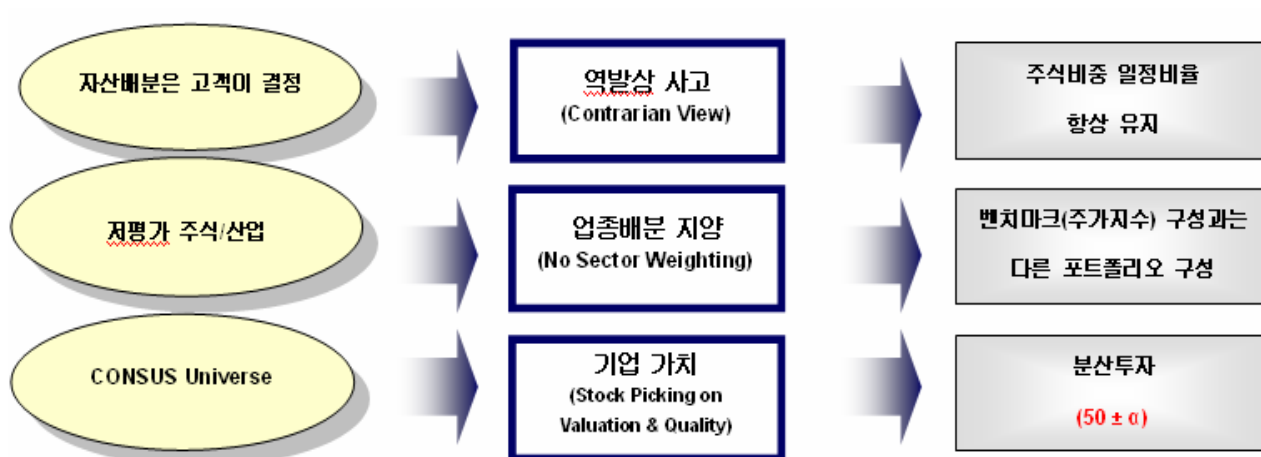 자산배분은 고객이 결정
역발상 사고
(Contrarian View)
주식비중 일정비율
항상 유지
저평가 주식/산업
업종배분 지양
(No Sector Weighting)
벤치마크(주가지수) 구성과는
다른 포트폴리오 구성
CONSUS Universe
기업 가치
(Stock Picking on
Valuation & Quality)
분산투자
(50 ± α)